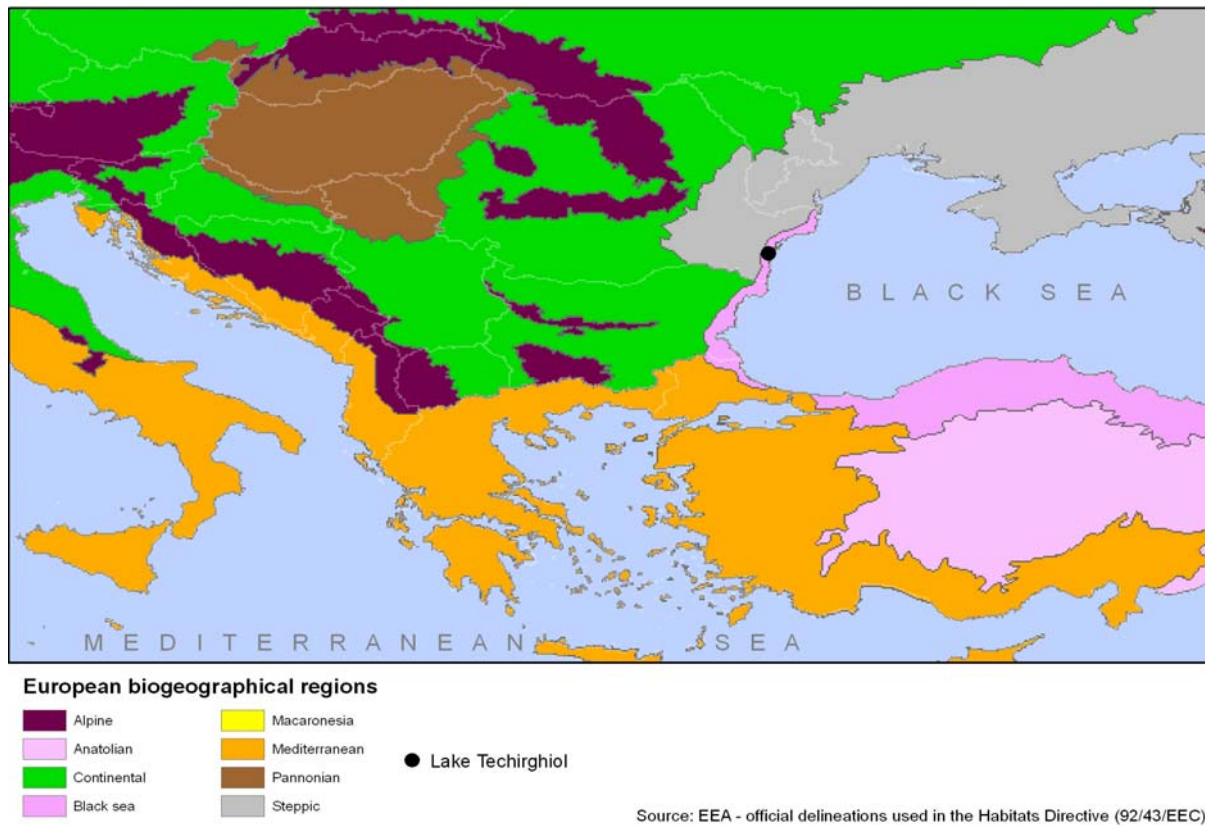 BLACK SEA
MEDITERRANEAN SEA
European biogeographical regions
Alpine
Anatolian
Continental
Black sea
Macaronesia
Mediterranean
Pannonian
Steppic
Lake Techirghiol
Source: EEA - official delineations used in the Habitats Directive (92/43/EEC)